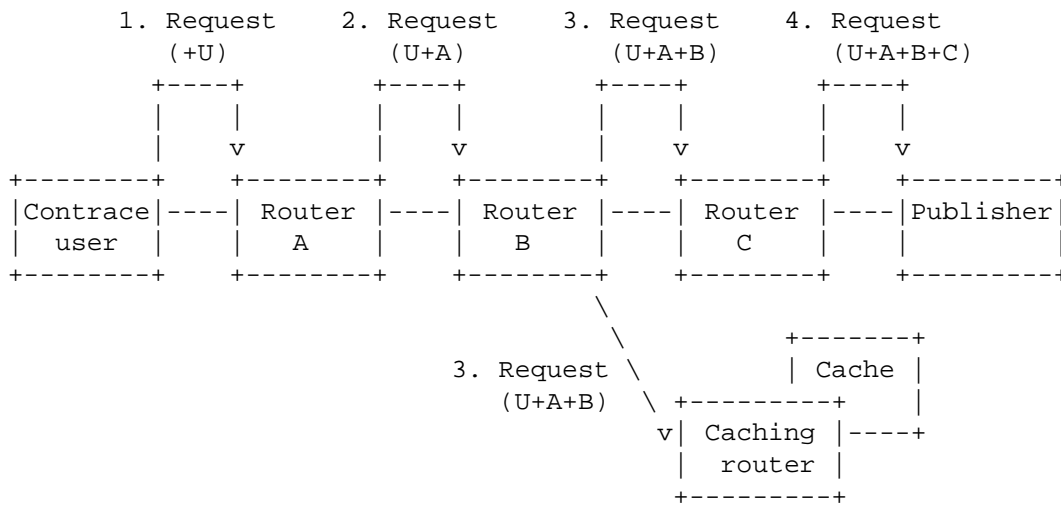 1. Request 2. Request 3. Request 4. Request
(+U) (U+A) (U+A+B) (U+A+B+C)
v v v v
Contrace Router Router Router Publisher
user A B C
Cache
3. Request
(U+A+B)
v Caching
router